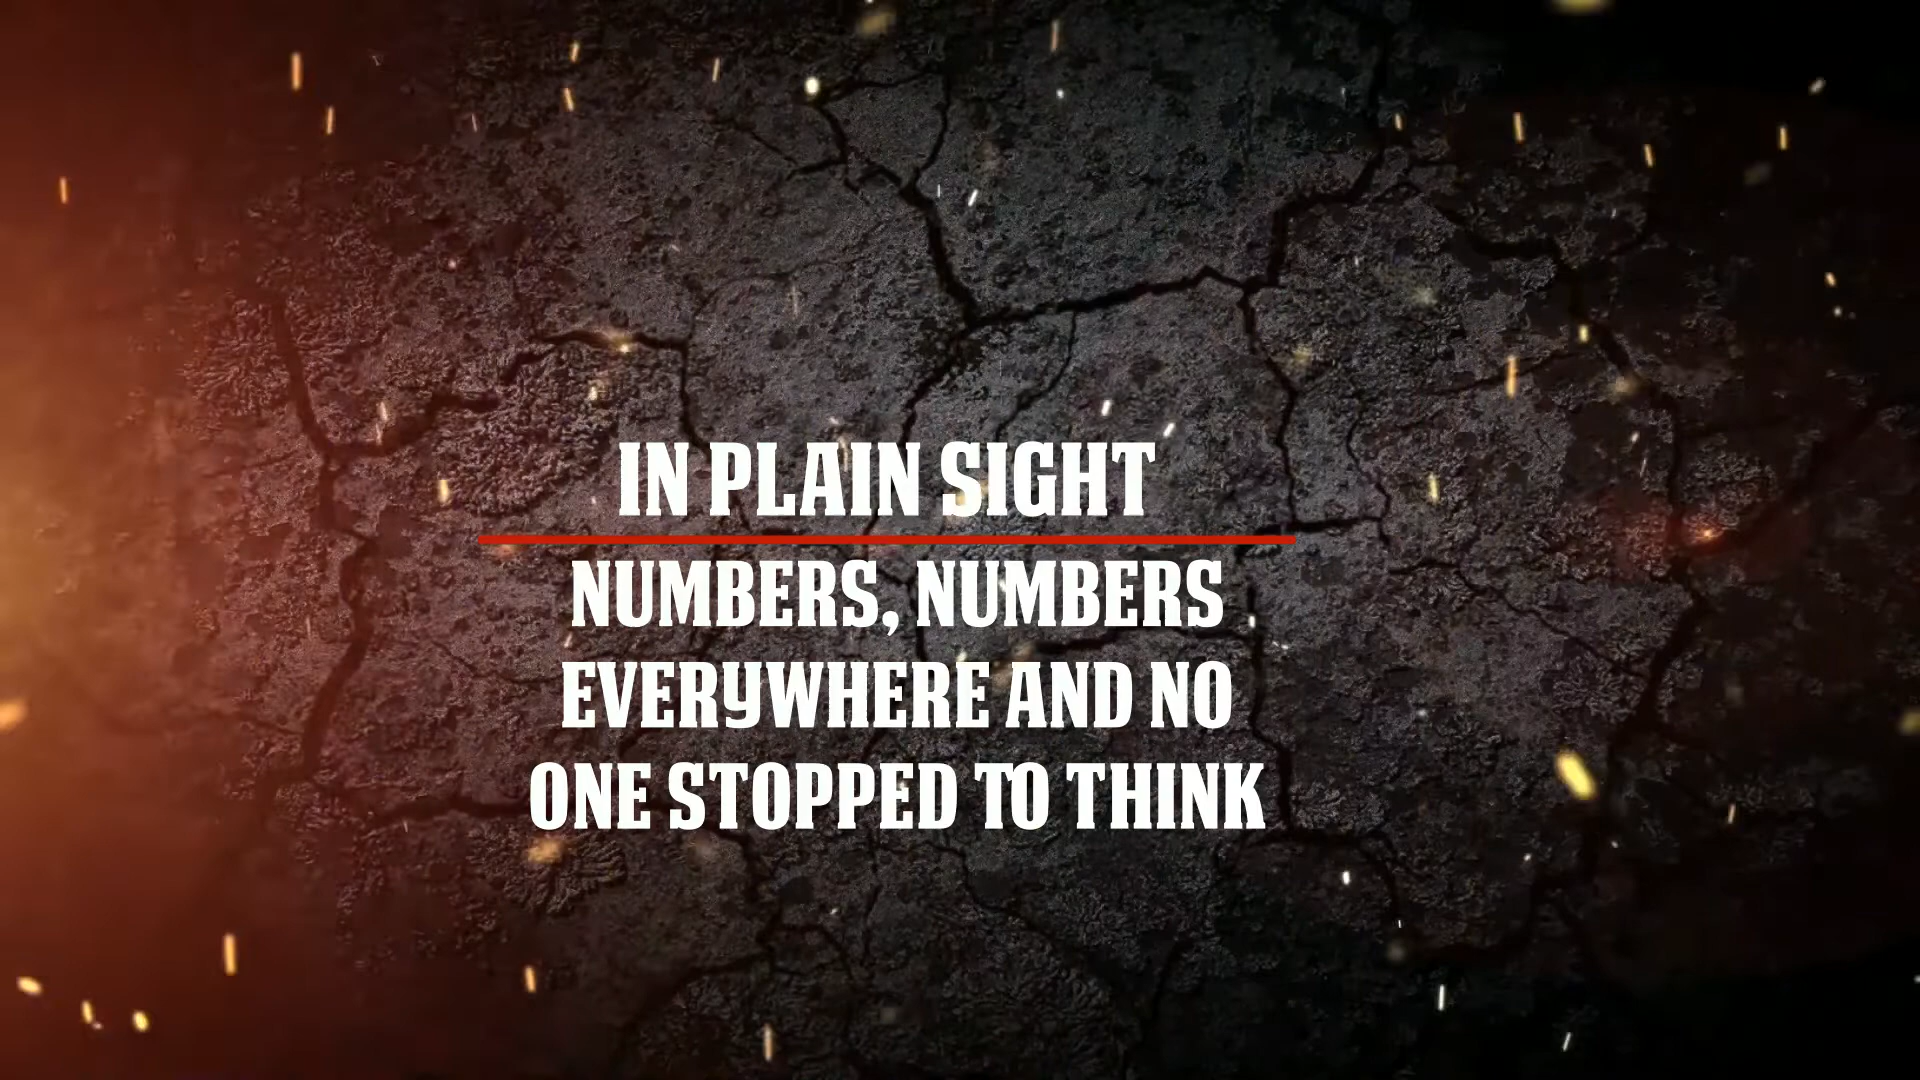 IN PLAIN SIGHT
NUMBERS, NUMBERS
EVERYWHERE AND NO
ONE STOPPED TO THINK